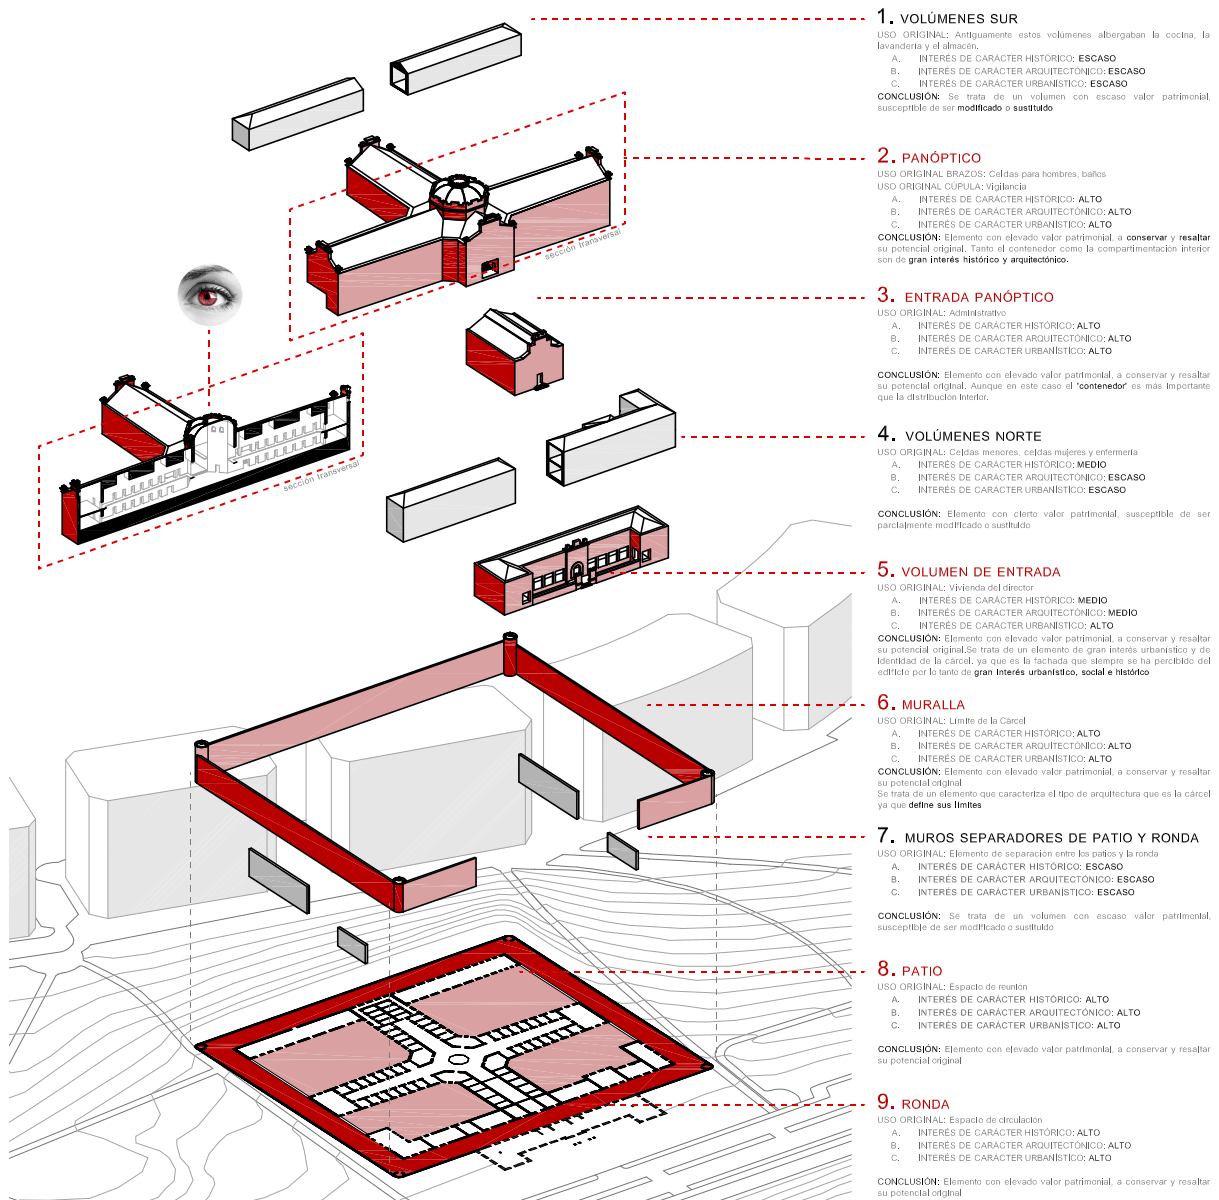 1. VOLÚMENES SUR
USO ORIGINAL: Antiguamente estos volúmenes albergaban la cocina, la
lavandería y el almacén.
A. INTERÉS DE CARÁCTER HISTÓRICO: ESCASO
B. INTERÉS DE CARÁCTER ARQUITECTÓNICO: ESCASO
C. INTERÉS DE CARÁCTER URBANÍSTICO: ESCASO
CONCLUSIÓN: Se trata de un volumen con escaso valor patrimonial,
susceptible de ser modificado o sustituido
2. PANÓPTICO
USO ORIGINAL BRAZOS: Celdas para hombres, baños
USO ORIGINAL CÚPULA: Vigilancia
A. INTERÉS DE CARÁCTER HISTÓRICO: ALTO
B. INTERÉS DE CARÁCTER ARQUITECTÓNICO: ALTO
C. INTERÉS DE CARÁCTER URBANÍSTICO: ALTO
CONCLUSIÓN: Elemento con elevado valor patrimonial, a conservar y resaltar
su potencial original. Tanto el contenedor como la compartimentación interior
son de gran interés histórico y arquitectónico.
sección transversal
3. ENTRADA PANÓPTICO
USO ORIGINAL: Administrativo
A. INTERÉS DE CARÁCTER HISTÓRICO: ALTO
B. INTERÉS DE CARÁCTER ARQUITECTÓNICO: ALTO
C. INTERÉS DE CARÁCTER URBANÍSTICO: ALTO
CONCLUSIÓN: Elemento con elevado valor patrimonial, a conservar y resaltar
su potencial original. Aunque en este caso el 'contenedor' es más importante
que la distribución interior.
sección transversal
4. VOLÚMENES NORTE
USO ORIGINAL: Celdas menores, celdas mujeres y enfermería
A. INTERÉS DE CARÁCTER HISTÓRICO: MEDIO
B. INTERÉS DE CARÁCTER ARQUITECTÓNICO: ESCASO
C. INTERÉS DE CARÁCTER URBANÍSTICO: ESCASO
CONCLUSIÓN: Elemento con cierto valor patrimonial, susceptible de ser
parcialmente modificado o sustituido
5. VOLUMEN DE ENTRADA
USO ORIGINAL: Vivienda del director
A. INTERÉS DE CARÁCTER HISTÓRICO: MEDIO
B. INTERÉS DE CARÁCTER ARQUITECTÓNICO: MEDIO
C. INTERÉS DE CARÁCTER URBANÍSTICO: ALTO
CONCLUSIÓN: Elemento con elevado valor patrimonial, a conservar y resaltar
su potencial original.Se trata de un elemento de gran interés urbanístico y de
identidad de la cárcel. ya que es la fachada que siempre se ha percibido del
edificio por lo tanto de gran interés urbanístico, social e histórico
6. MURALLA
USO ORIGINAL: Límite de la Cárcel
A. INTERÉS DE CARÁCTER HISTÓRICO: ALTO
B. INTERÉS DE CARÁCTER ARQUITECTÓNICO: ALTO
C. INTERÉS DE CARÁCTER URBANÍSTICO: ALTO
CONCLUSIÓN: Elemento con elevado valor patrimonial, a conservar y resaltar
su potencial original
Se trata de un elemento que caracteriza el tipo de arquitectura que es la cárcel
ya que define sus límites
7. MUROS SEPARADORES DE PATIO Y RONDA
USO ORIGINAL: Elemento de separación entre los patios y la ronda
A. INTERÉS DE CARÁCTER HISTÓRICO: ESCASO
B. INTERÉS DE CARÁCTER ARQUITECTÓNICO: ESCASO
C. INTERÉS DE CARÁCTER URBANÍSTICO: ESCASO
CONCLUSIÓN: Se trata de un volumen con escaso valor patrimonial,
susceptible de ser modificado o sustituido
8. PATIO
USO ORIGINAL: Espacio de reunión
A. INTERÉS DE CARÁCTER HISTÓRICO: ALTO
B. INTERÉS DE CARÁCTER ARQUITECTÓNICO: ALTO
C. INTERÉS DE CARÁCTER URBANÍSTICO: ALTO
CONCLUSIÓN: Elemento con elevado valor patrimonial, a conservar y resaltar
su potencial original
9. RONDA
USO ORIGINAL: Espacio de circulación
A. INTERÉS DE CARÁCTER HISTÓRICO: ALTO
B. INTERÉS DE CARÁCTER ARQUITECTÓNICO: ALTO
C. INTERÉS DE CARÁCTER URBANÍSTICO: ALTO
CONCLUSIÓN: Elemento con elevado valor patrimonial, a conservar y resaltar
su potencial original